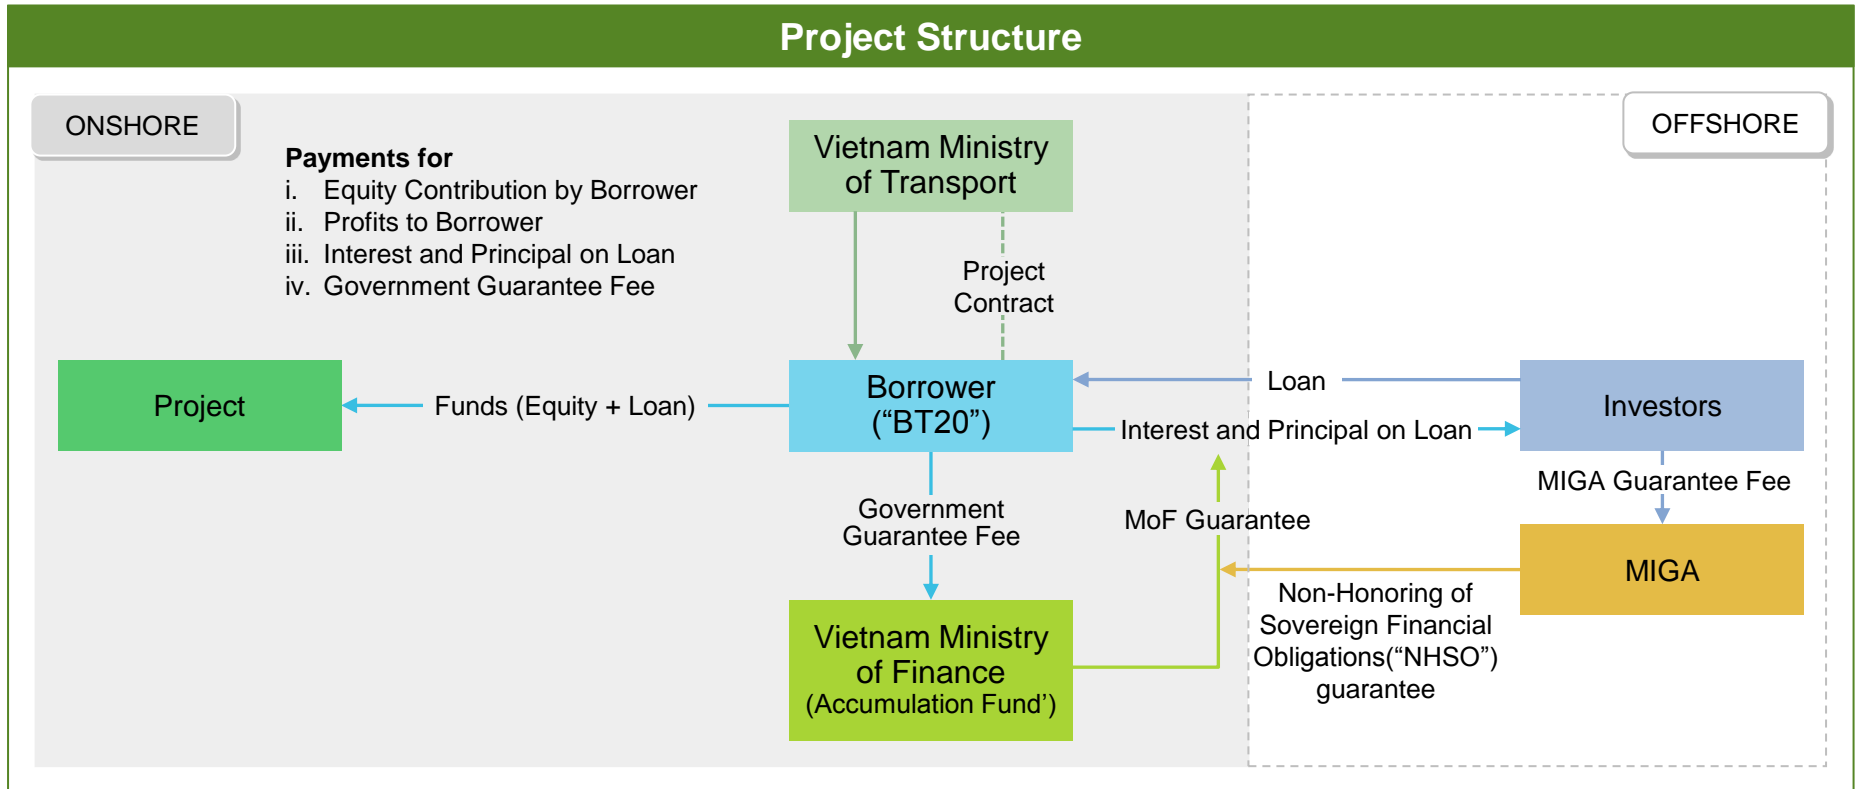 Project Structure
ONSHORE
OFFSHORE
Payments for
i. Equity Contribution by Borrower
ii. Profits to Borrower
iii. Interest and Principal on Loan
iv. Government Guarantee Fee
Vietnam Ministry
of Transport
Project
Contract
Project
Funds (Equity + Loan)
Borrower
(“BT20”)
Loan
Interest and Principal on Loan
Investors
MIGA Guarantee Fee
Government
Guarantee Fee
MoF Guarantee
MIGA
Non-Honoring of
Sovereign Financial
Obligations(“NHSO”)
guarantee
Vietnam Ministry
of Finance
(Accumulation Fund’)